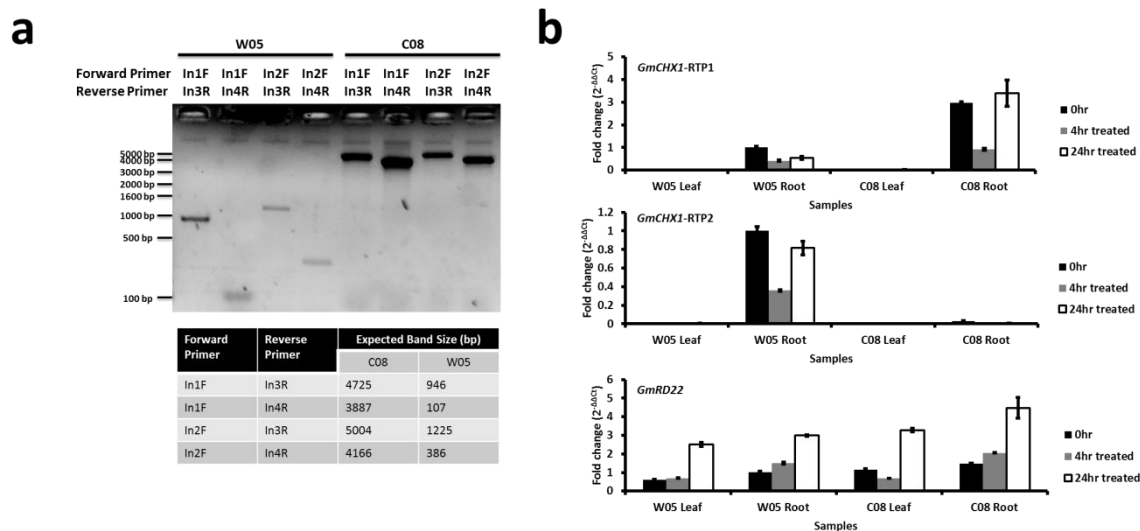 a
W05 C08
Forward Primer In1F In1F In2F In2F In1F In1F In2F In2F
Reverse Primer In3R In4R In3R In4R In3R In4R In3R In4R
5000 bp
4000 bp
3000 bp
2000 bp
1600 bp
1000 bp
500 bp
100 bp
Forward Primer Reverse Primer Expected Band Size (bp)
C08 W05
In1F In3R 4725 946
In1F In4R 3887 107
In2F In3R 5004 1225
In2F In4R 4166 386
b
GmCHX1-RTP1
Fold change (2-ΔΔCt)
5
4
3
2
1
0
W05 Leaf W05 Root C08 Leaf C08 Root
Samples
0hr
4hr treated
24hr treated
GmCHX1-RTP2
Fold change (2-ΔΔCt)
1.2
1
0.8
0.6
0.4
0.2
0
W05 Leaf W05 Root C08 Leaf C08 Root
Samples
0hr
4hr treated
24hr treated
GmRD22
Fold change (2-ΔΔCt)
6
5
4
3
2
1
0
W05 Leaf W05 Root C08 Leaf C08 Root
Samples
0hr
4hr treated
24hr treated